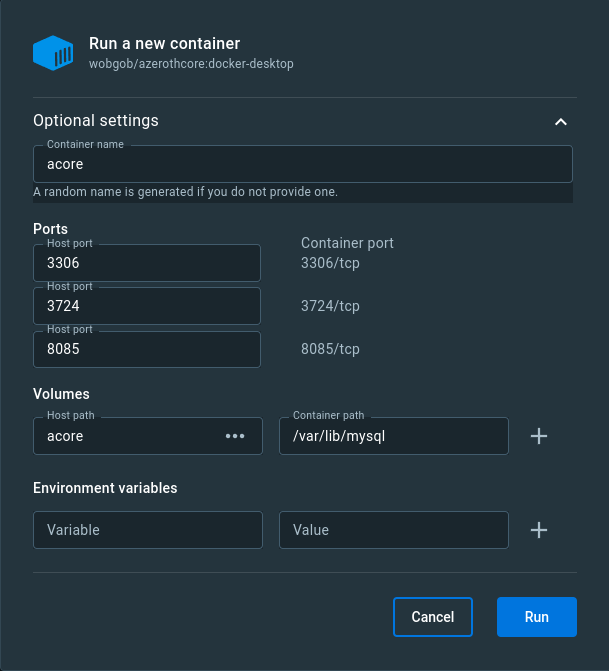 Run a new container
wobgob/azerothcore:docker-desktop
Optional settings
Container name
acore
A random name is generated if you do not provide one.
Ports
Host port
Container port
3306
3306/tcp
Host port
3724
3724/tcp
Host port
8085
8085/tcp
Volumes
Host path
Container path
acore
/var/lib/mysql
Environment variables
Variable
Value
Cancel
Run